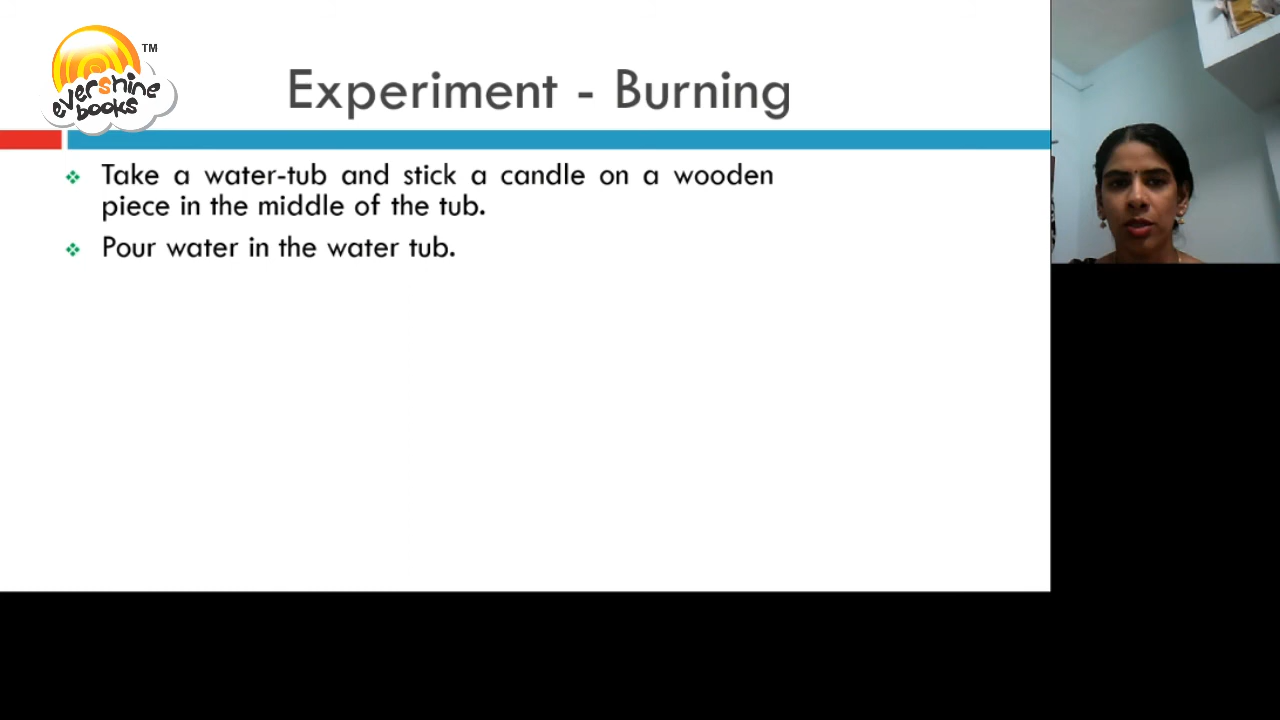 evershine
books
TM
Experiment - Burning
Take a water-tub and stick a candle on a wooden
piece in the middle of the tub.
Pour water in the water tub.